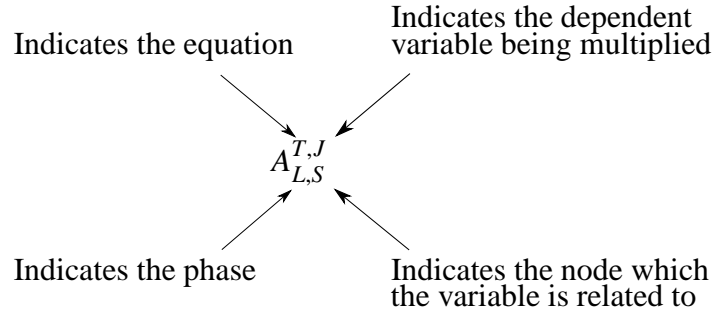 Indicates the equation
Indicates the dependent
variable being multiplied
A_{L,S}^{T,J}
Indicates the phase
Indicates the node which
the variable is related to